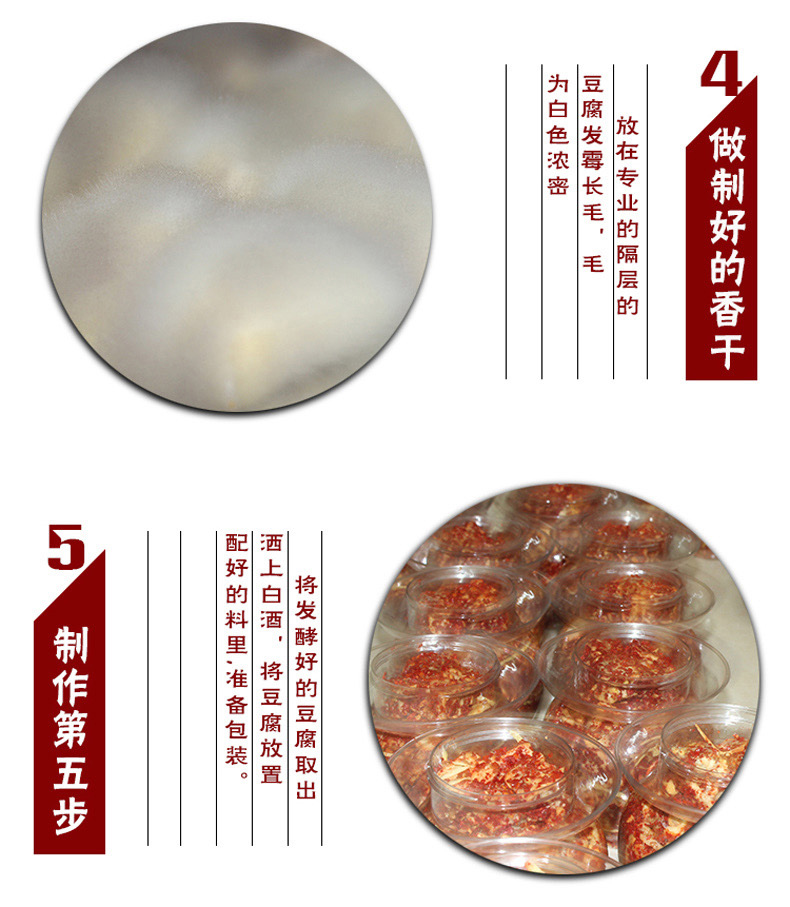 4
做制好的香干
放在专业的隔层的
豆腐发霉长毛，毛
为白色浓密
5
制作第五步
将发酵好的豆腐取出
洒上白酒，将豆腐放置
配好的料里,准备包装。